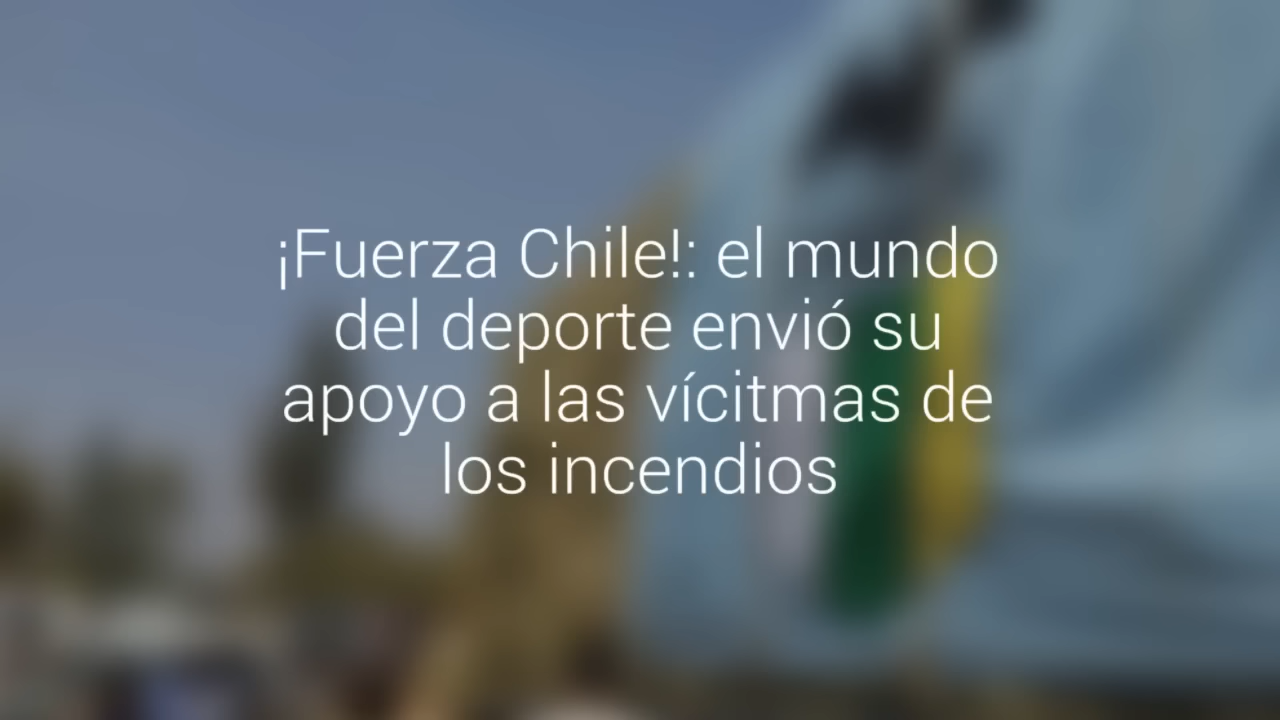 ¡Fuerza Chile!: el mundo
del deporte envió su
apoyo a las vícitmas de
los incendios